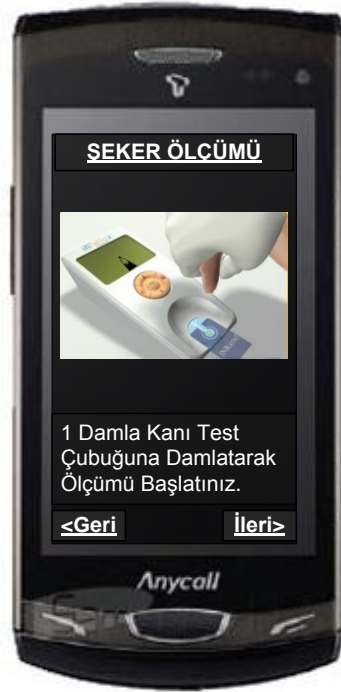 ŞEKER ÖLÇÜMÜ
1 Damla Kanı Test
Çubuğuna Damlatarak
Ölçümü Başlatınız.
<Geri
İleri>
Anycall